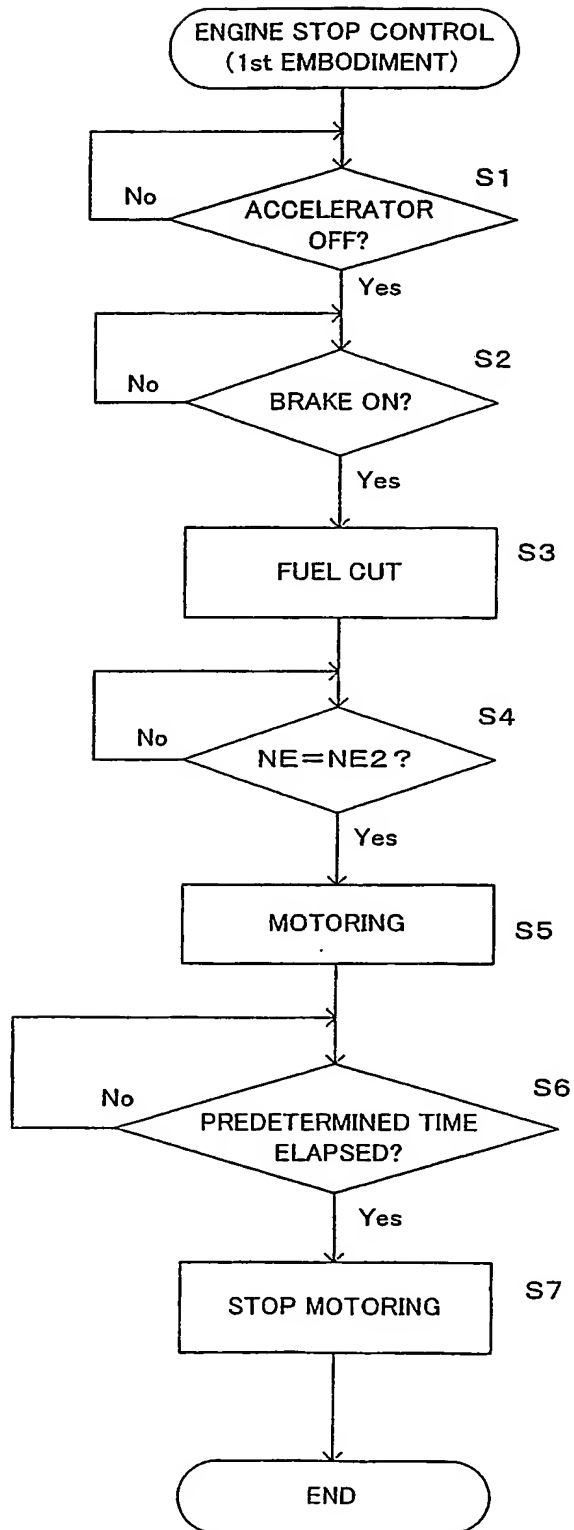 ENGINE STOP CONTROL
(1st EMBODIMENT)
S1
No
ACCELERATOR
OFF?
Yes
S2
No
BRAKE ON?
Yes
S3
FUEL CUT
S4
No
NE=NE2?
Yes
MOTORING
S5
S6
No
PREDETERMINED TIME
ELAPSED?
Yes
S7
STOP MOTORING
END